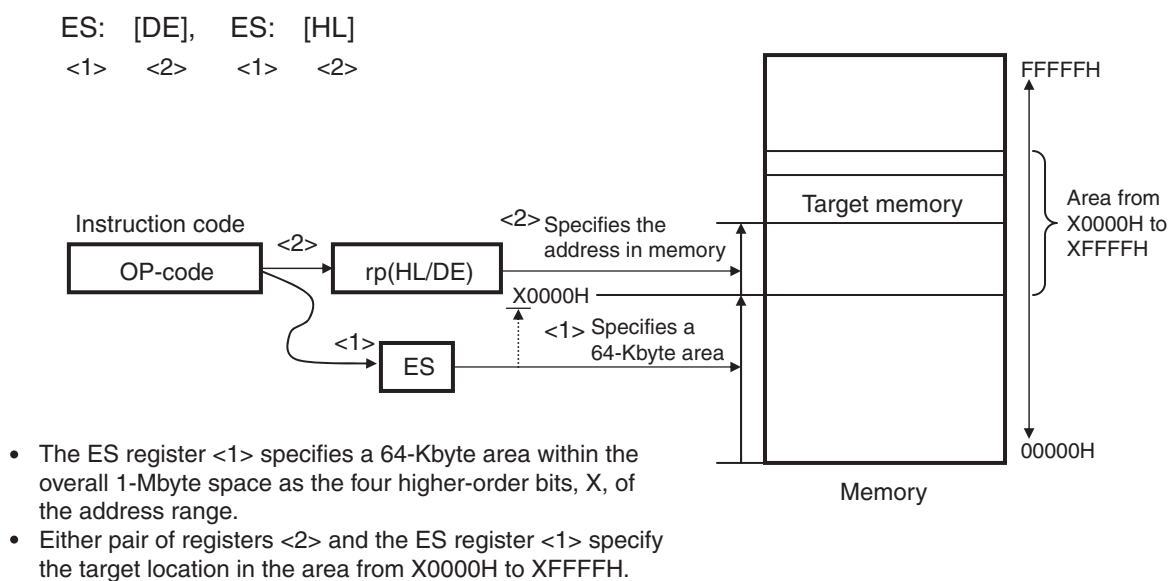 ES: [DE], ES: [HL]
<1> <2> <1> <2>
FFFFFH
Target memory
Area from
X0000H to
XFFFFH
Instruction code
OP-code
<2>
rp(HL/DE)
<2> Specifies the
address in memory
X0000H
<1>
ES
<1> Specifies a
64-Kbyte area
00000H
Memory
• The ES register <1> specifies a 64-Kbyte area within the
overall 1-Mbyte space as the four higher-order bits, X, of
the address range.
• Either pair of registers <2> and the ES register <1> specify
the target location in the area from X0000H to XFFFFH.